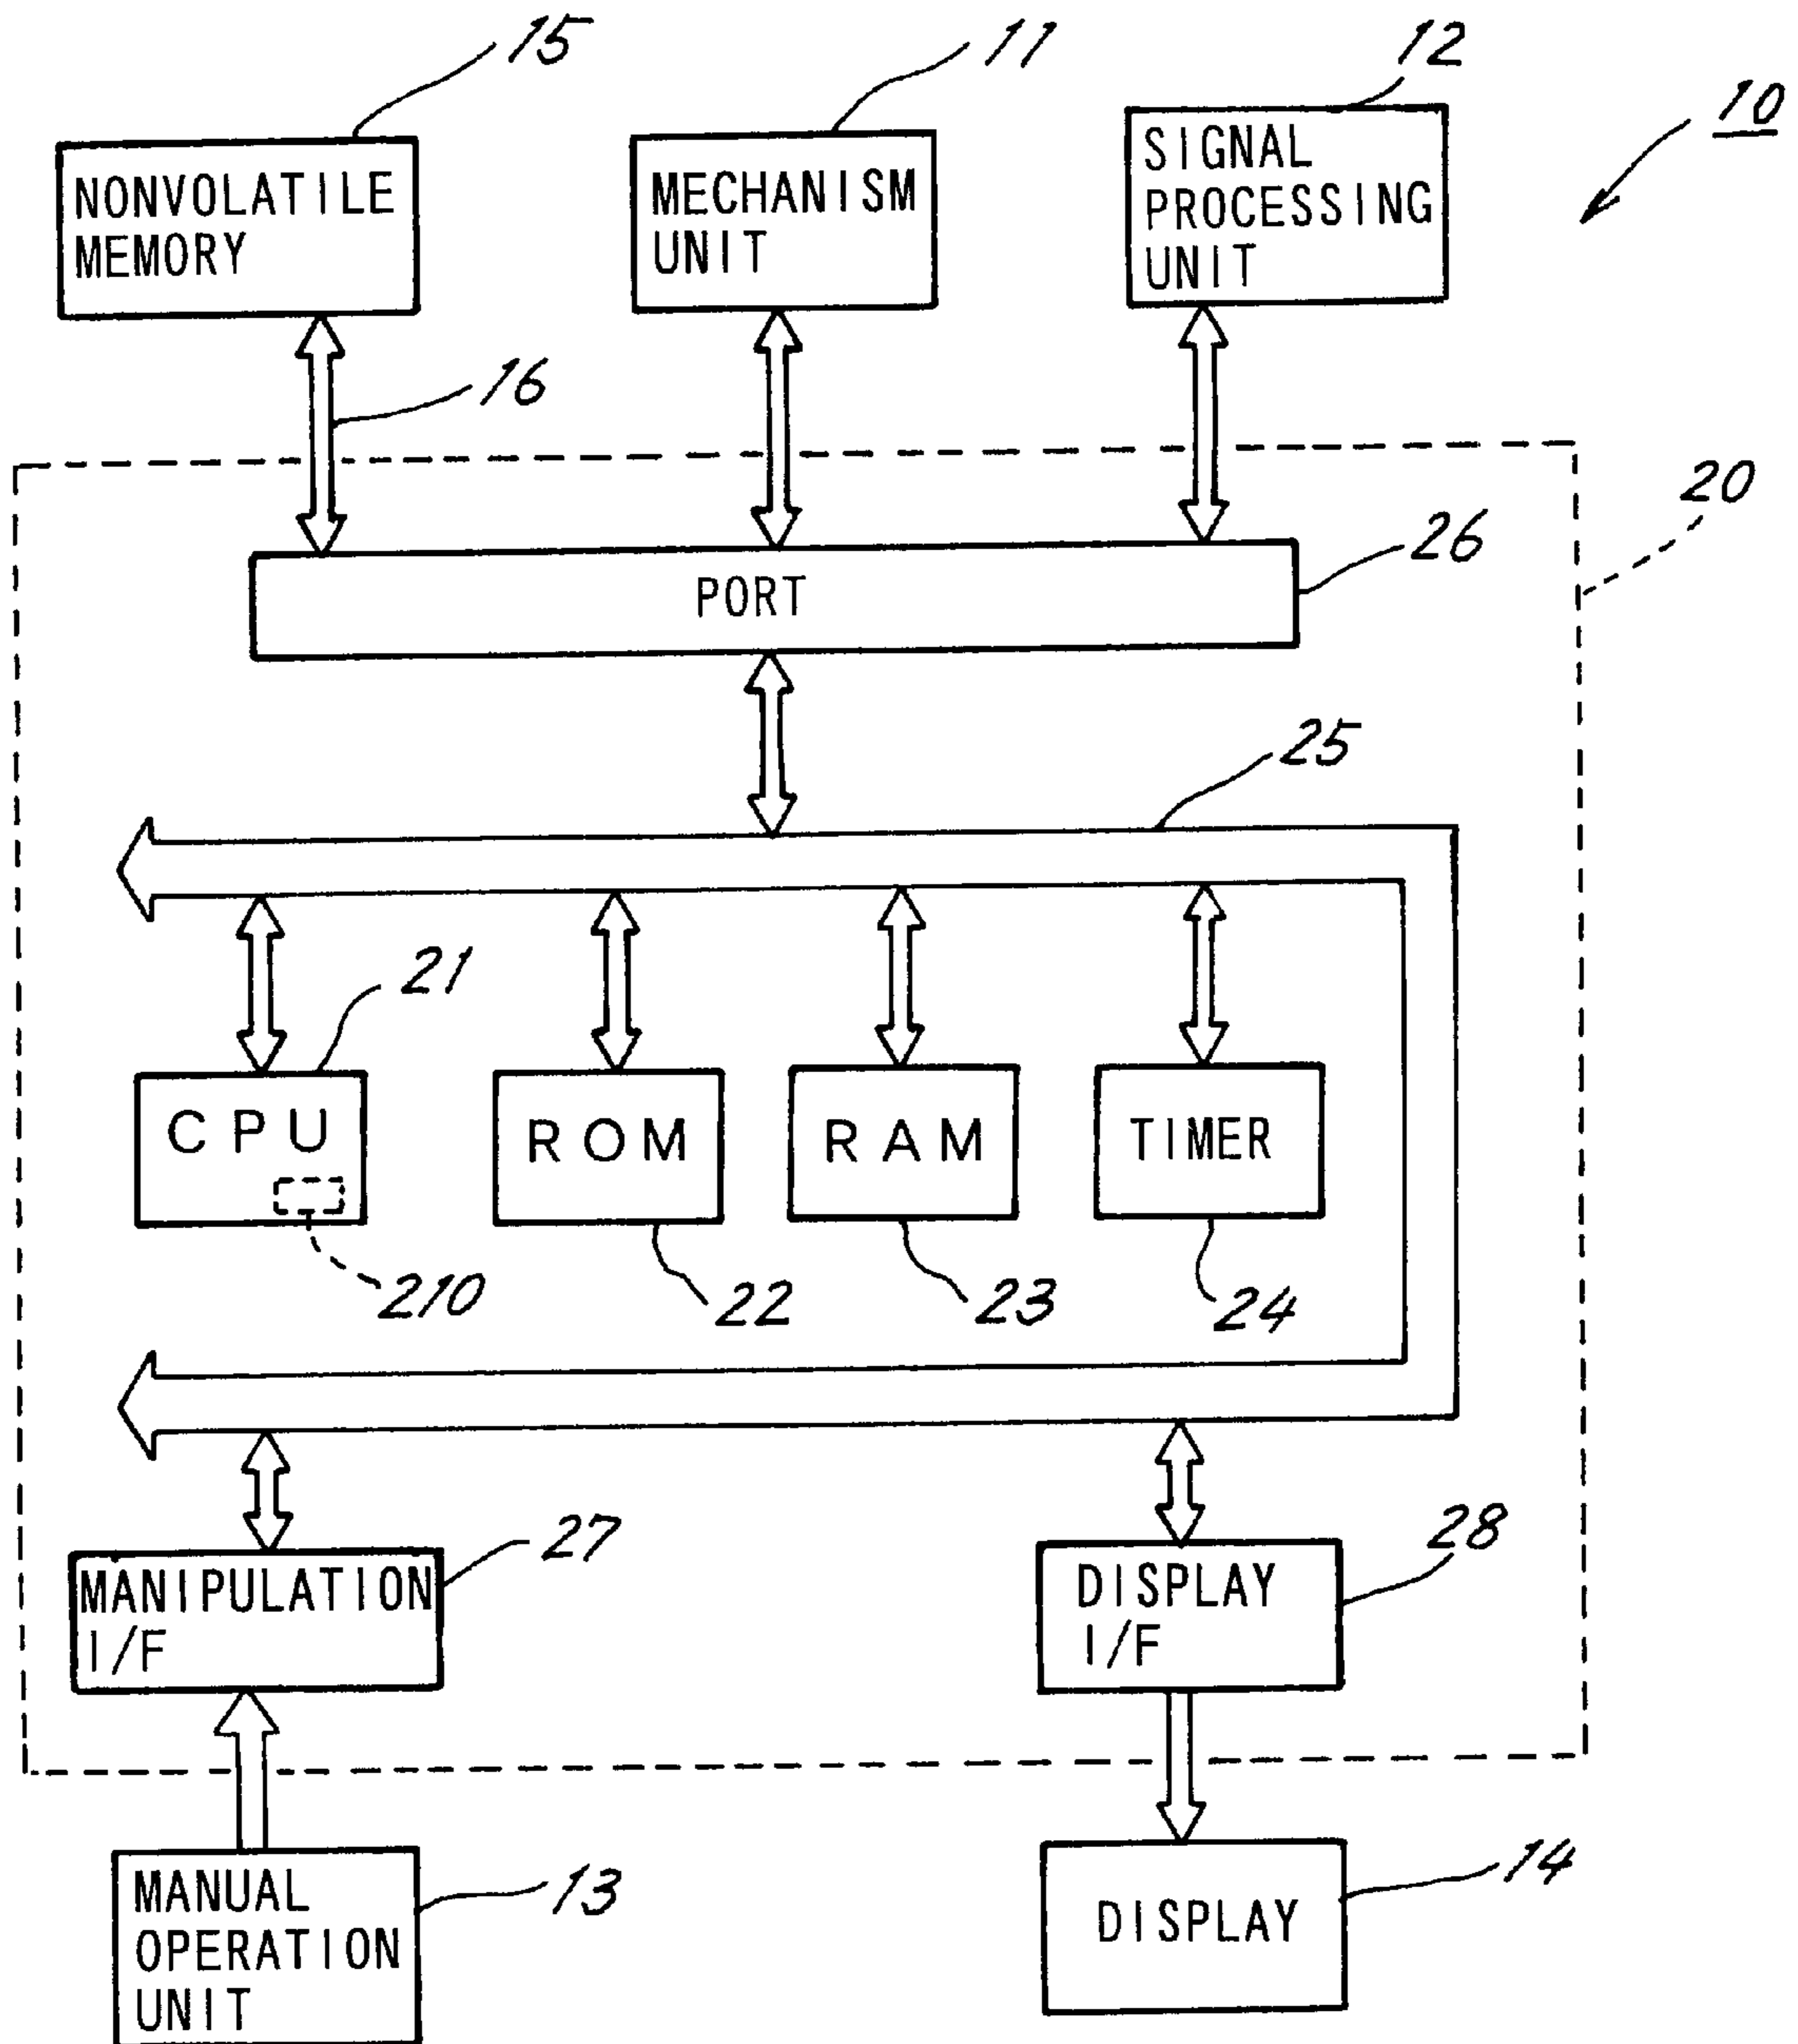 15
11
12
10
NONVOLATILE
MEMORY
MECHANISM
UNIT
SIGNAL
PROCESSING
UNIT
16
20
26
PORT
25
21
CPU
ROM
RAM
TIMER
210
22
23
24
27
28
MANIPULATION
I/F
DISPLAY
I/F
MANUAL
OPERATION
UNIT
13
14
DISPLAY